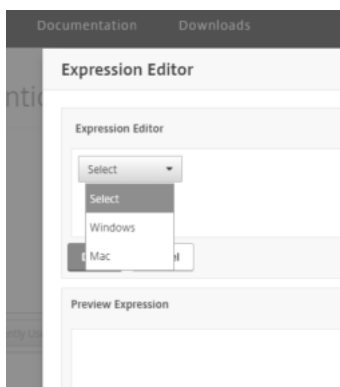 Documentation Downloads
Expression Editor
Expression Editor
Select
Select
Windows
Mac
Preview Expression